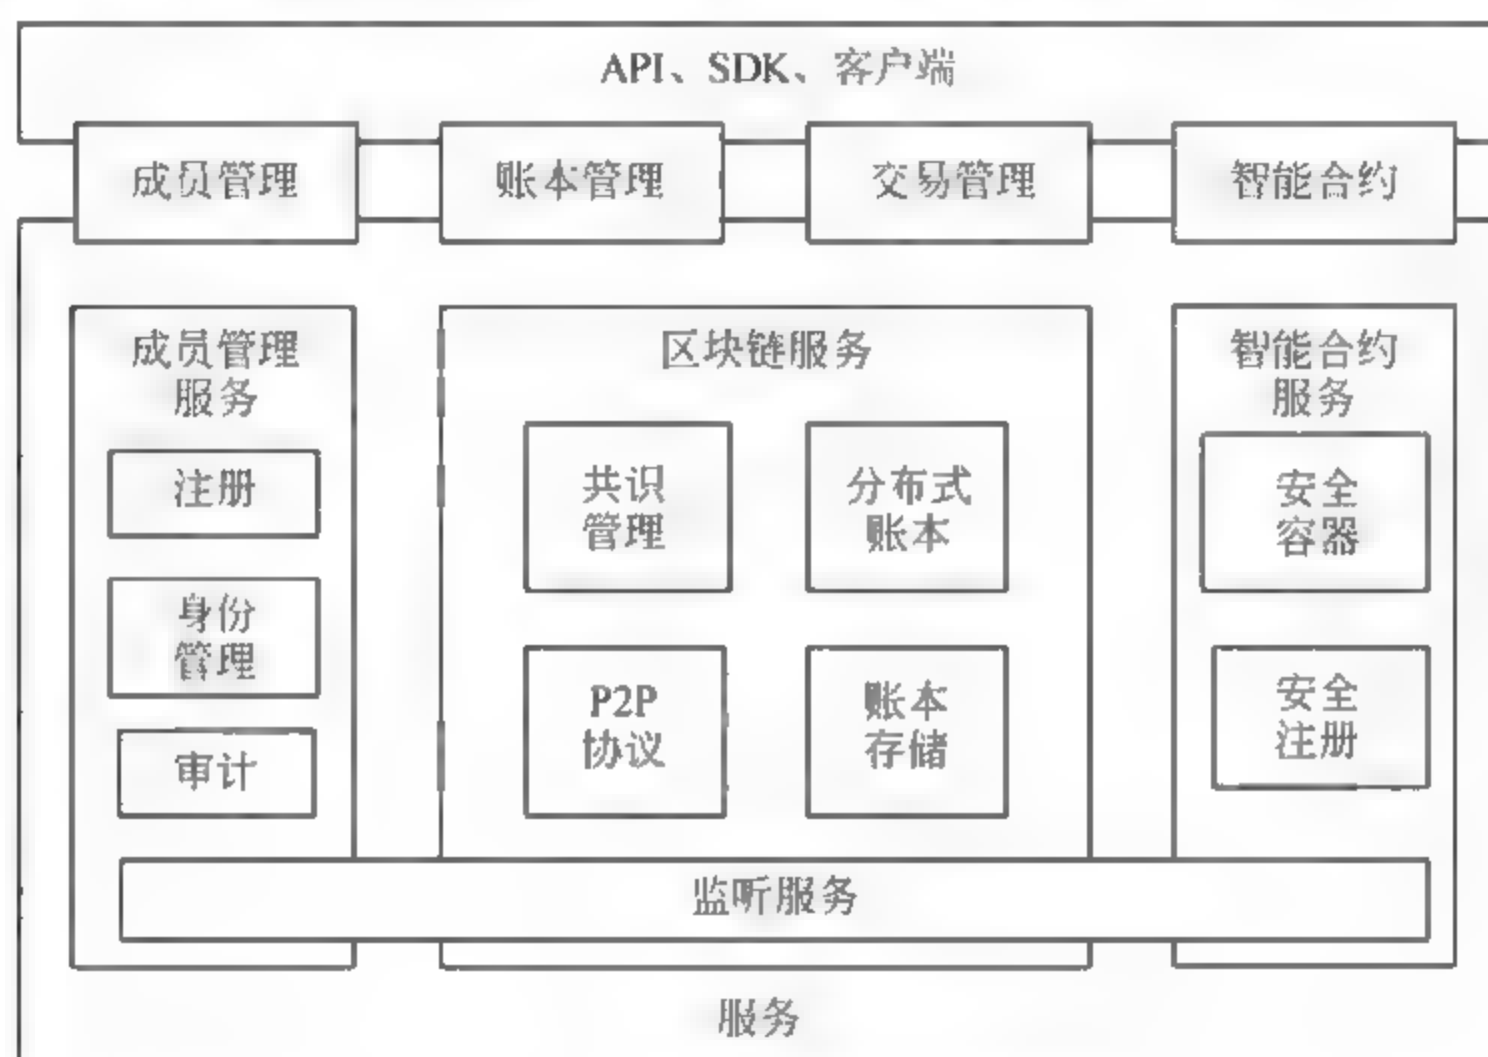 API、SDK、客户端
成员管理
账本管理
交易管理
智能合约
成员管理
服务
注册
身份
管理
审计
区块链服务
共识
管理
分布式
账本
P2P
协议
账本
存储
智能合约
服务
安全
容器
安全
注册
监听服务
服务